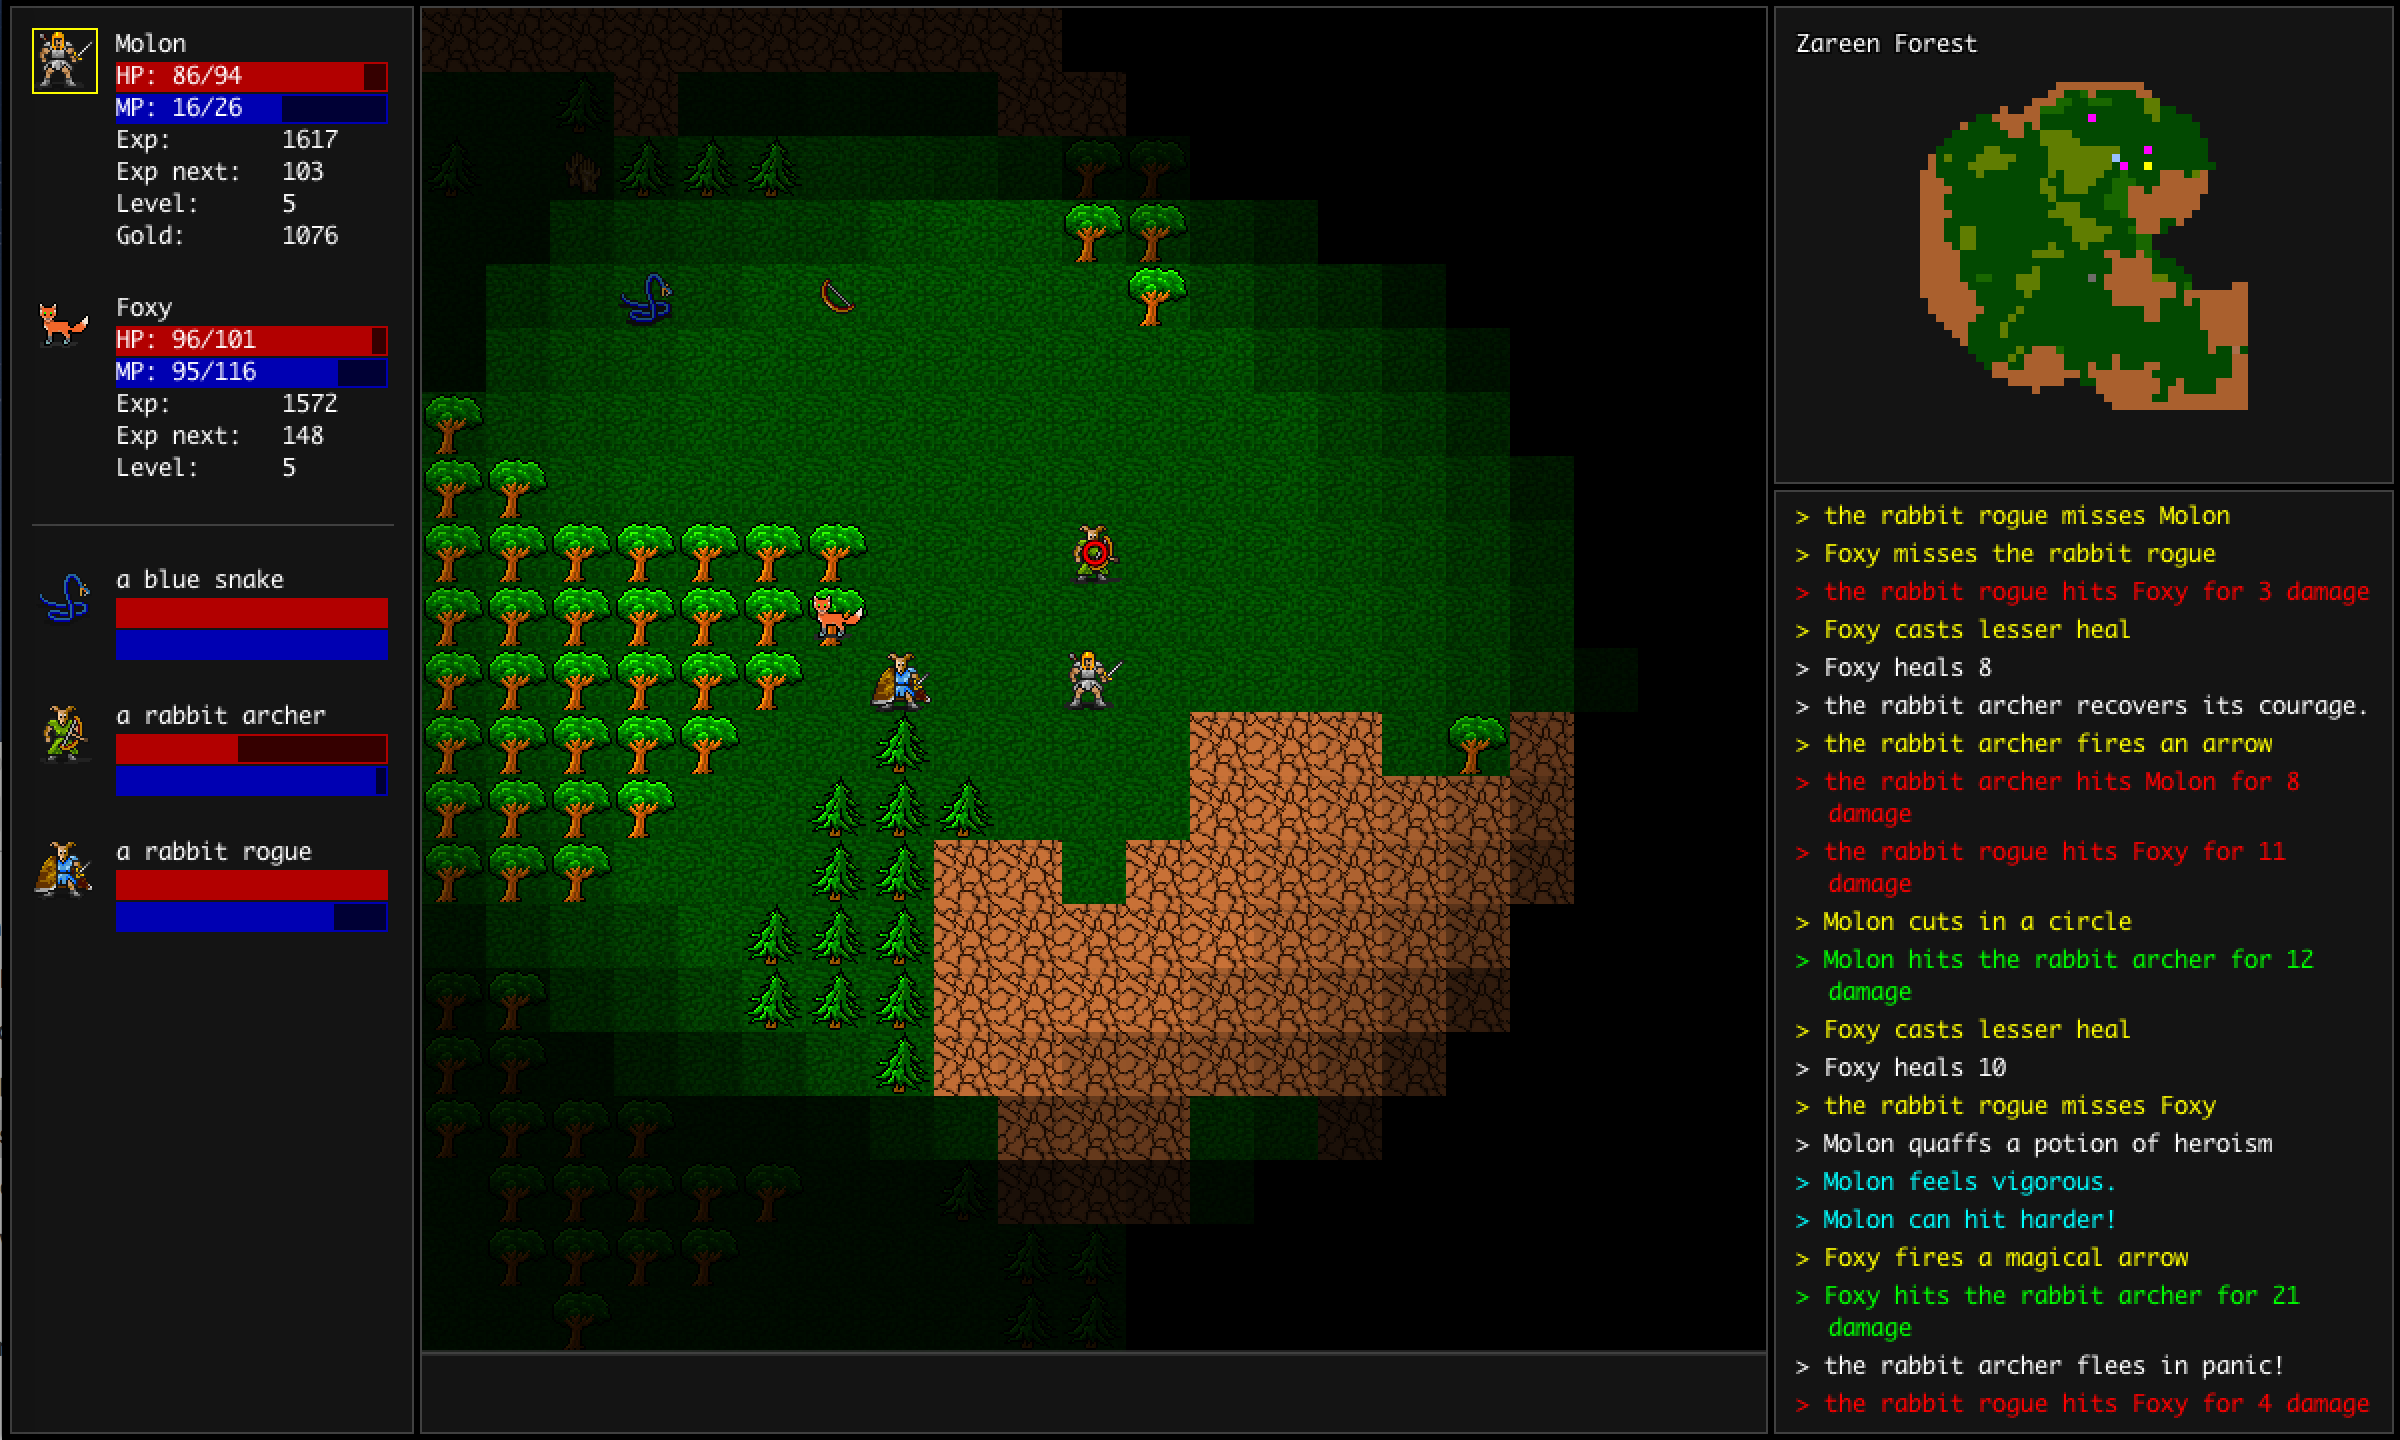 Molon
HP: 86/94
MP: 16/26
Exp: 1617
Exp next: 103
Level: 5
Gold: 1076
Foxy
HP: 96/101
MP: 95/116
Exp: 1572
Exp next: 148
Level: 5
a blue snake
a rabbit archer
a rabbit rogue
Zareen Forest
> the rabbit rogue misses Molon
> Foxy misses the rabbit rogue
> the rabbit rogue hits Foxy for 3 damage
> Foxy casts lesser heal
> Foxy heals 8
> the rabbit archer recovers its courage.
> the rabbit archer fires an arrow
> the rabbit archer hits Molon for 8
damage
> the rabbit rogue hits Foxy for 11
damage
> Molon cuts in a circle
> Molon hits the rabbit archer for 12
damage
> Foxy casts lesser heal
> Foxy heals 10
> the rabbit rogue misses Foxy
> Molon quaffs a potion of heroism
> Molon feels vigorous.
> Molon can hit harder!
> Foxy fires a magical arrow
> Foxy hits the rabbit archer for 21
damage
> the rabbit archer flees in panic!
> the rabbit rogue hits Foxy for 4 damage